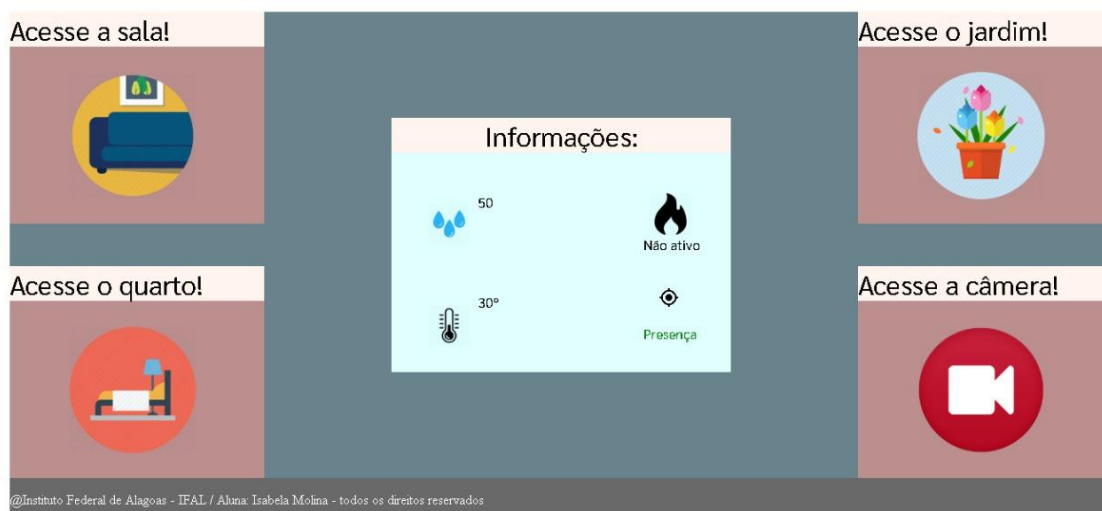 Acesse a sala!
Acesse o jardim!
Informações:
50
Não ativo
30°
Presença
Acesse o quarto!
Acesse a câmera!
@Instituto Federal de Alagoas - IFAL / Aluna: Isabela Molina - todos os direitos reservados